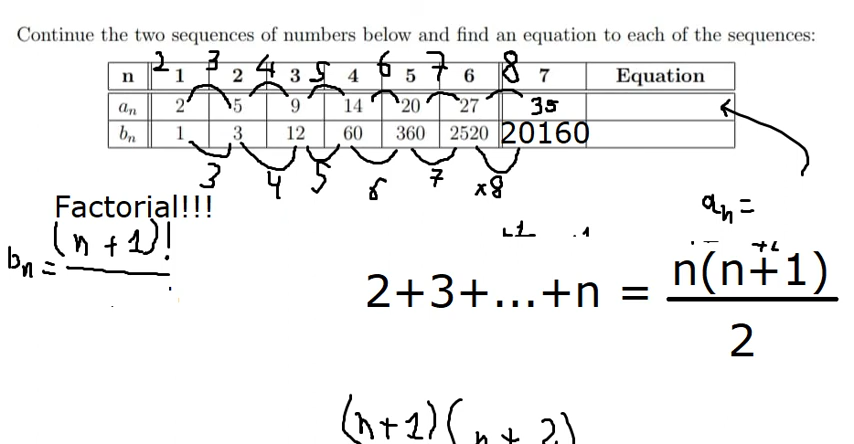 Continue the two sequences of numbers below and find an equation to each of the sequences:
2 3 4 5 6 7 8
n 1 2 3 4 5 6 7 Equation
aₙ 2 5 9 14 20 27 35
bₙ 1 3 12 60 360 2520 20160
3 4 5 6 7 x8
Factorial!!!
aₙ =
bₙ = (n+1)!
2+3+...+n = n(n+1)
2
(n+1)(n+2)